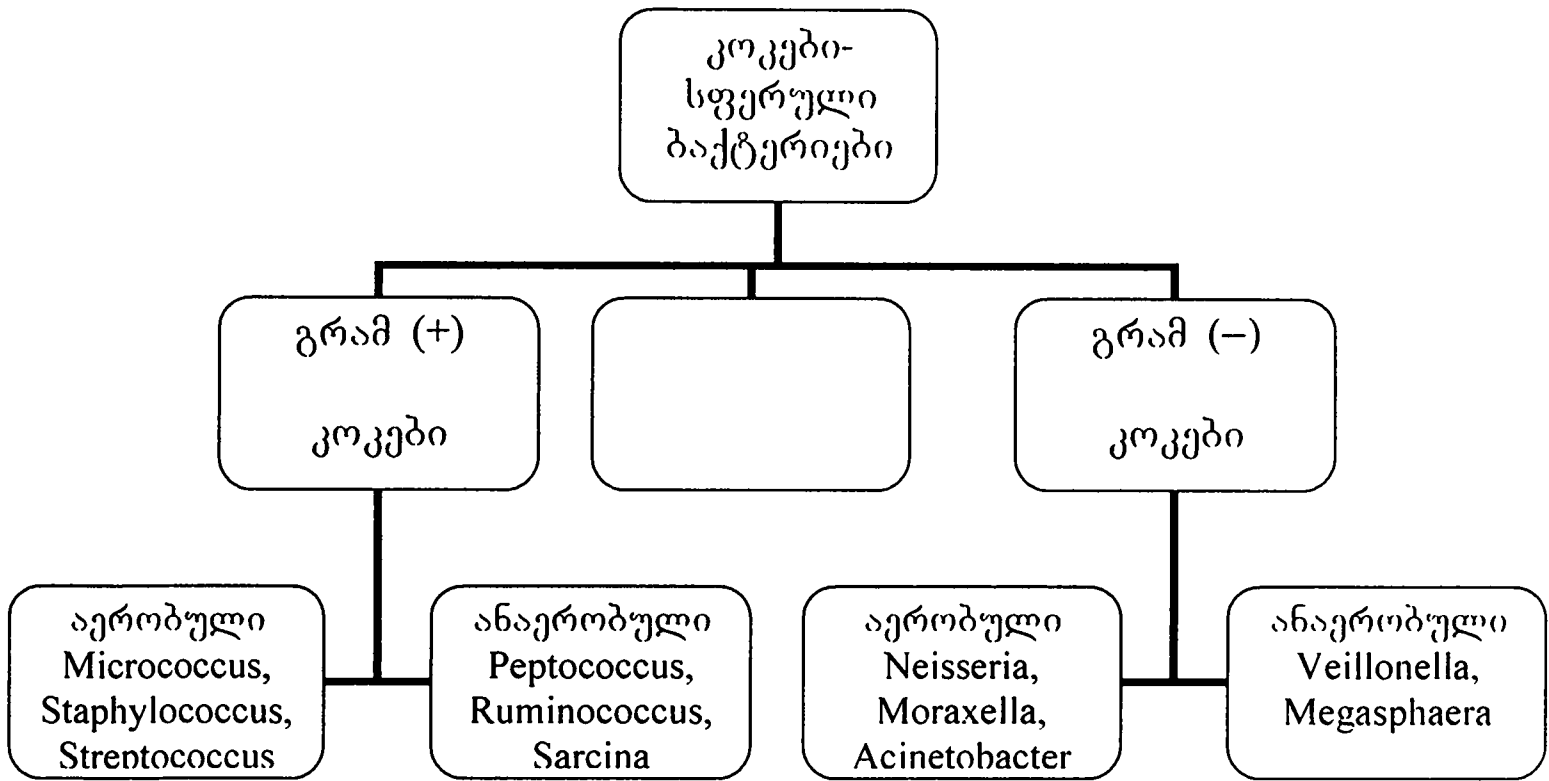 კოკები-
სფერული
ბაქტერიები
გრამ (+)
კოკები
გრამ (–)
კოკები
აერობული
Micrococcus,
Staphylococcus,
Streptococcus
ანაერობული
Peptococcus,
Ruminococcus,
Sarcina
აერობული
Neisseria,
Moraxella,
Acinetobacter
ანაერობული
Veillonella,
Megasphaera